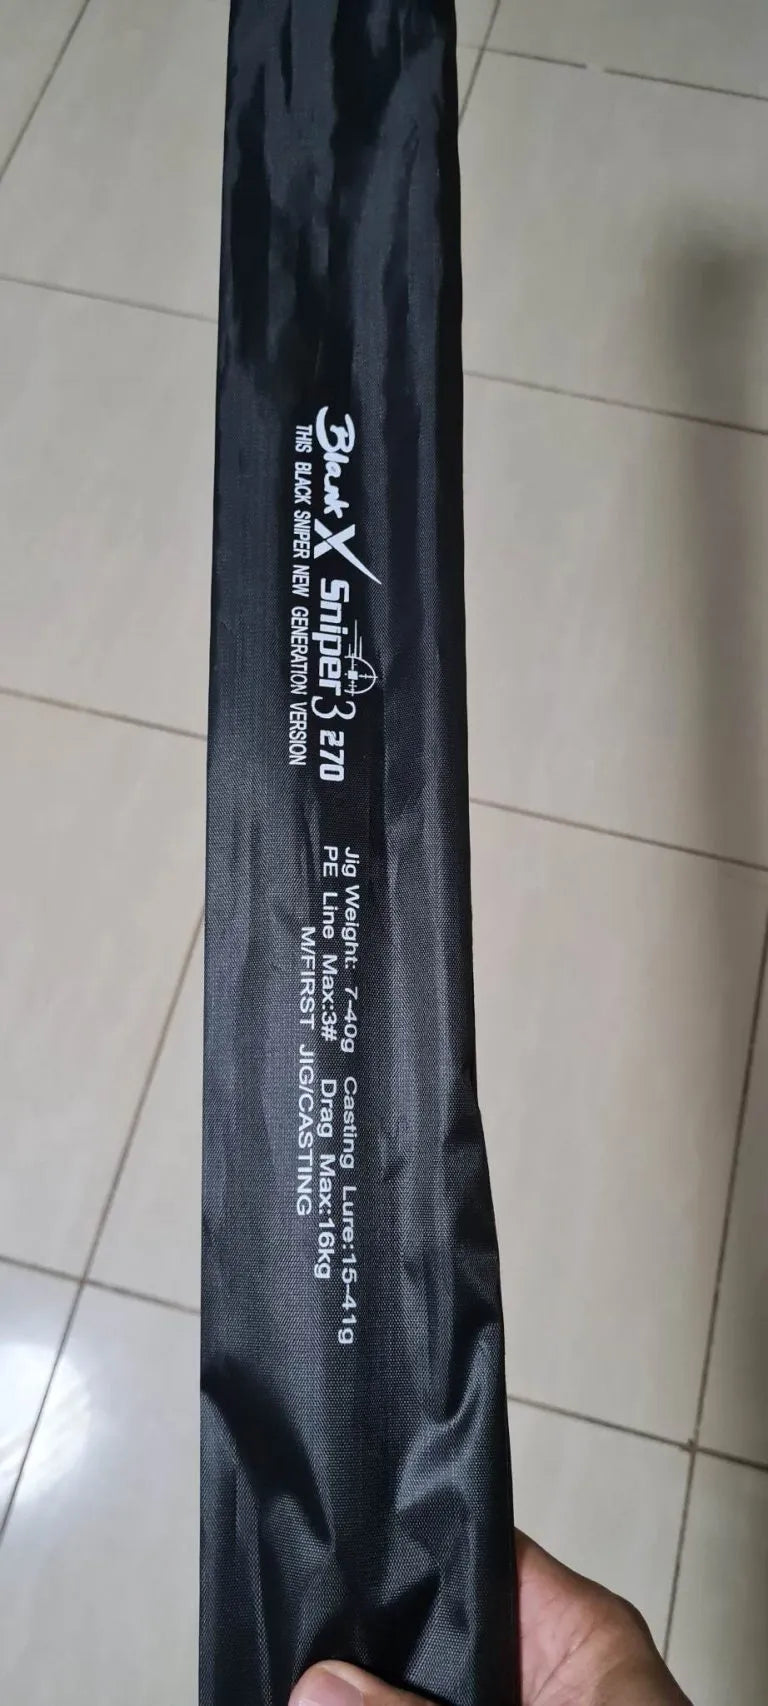 Blank X Sniper 3 270
THIS BLACK SNIPER NEW GENERATION VERSION
Jig Weight: 7-40g Casting Lure:15-41g
PE Line Max:3# Drag Max:16kg
M/FIRST JIG/CASTING